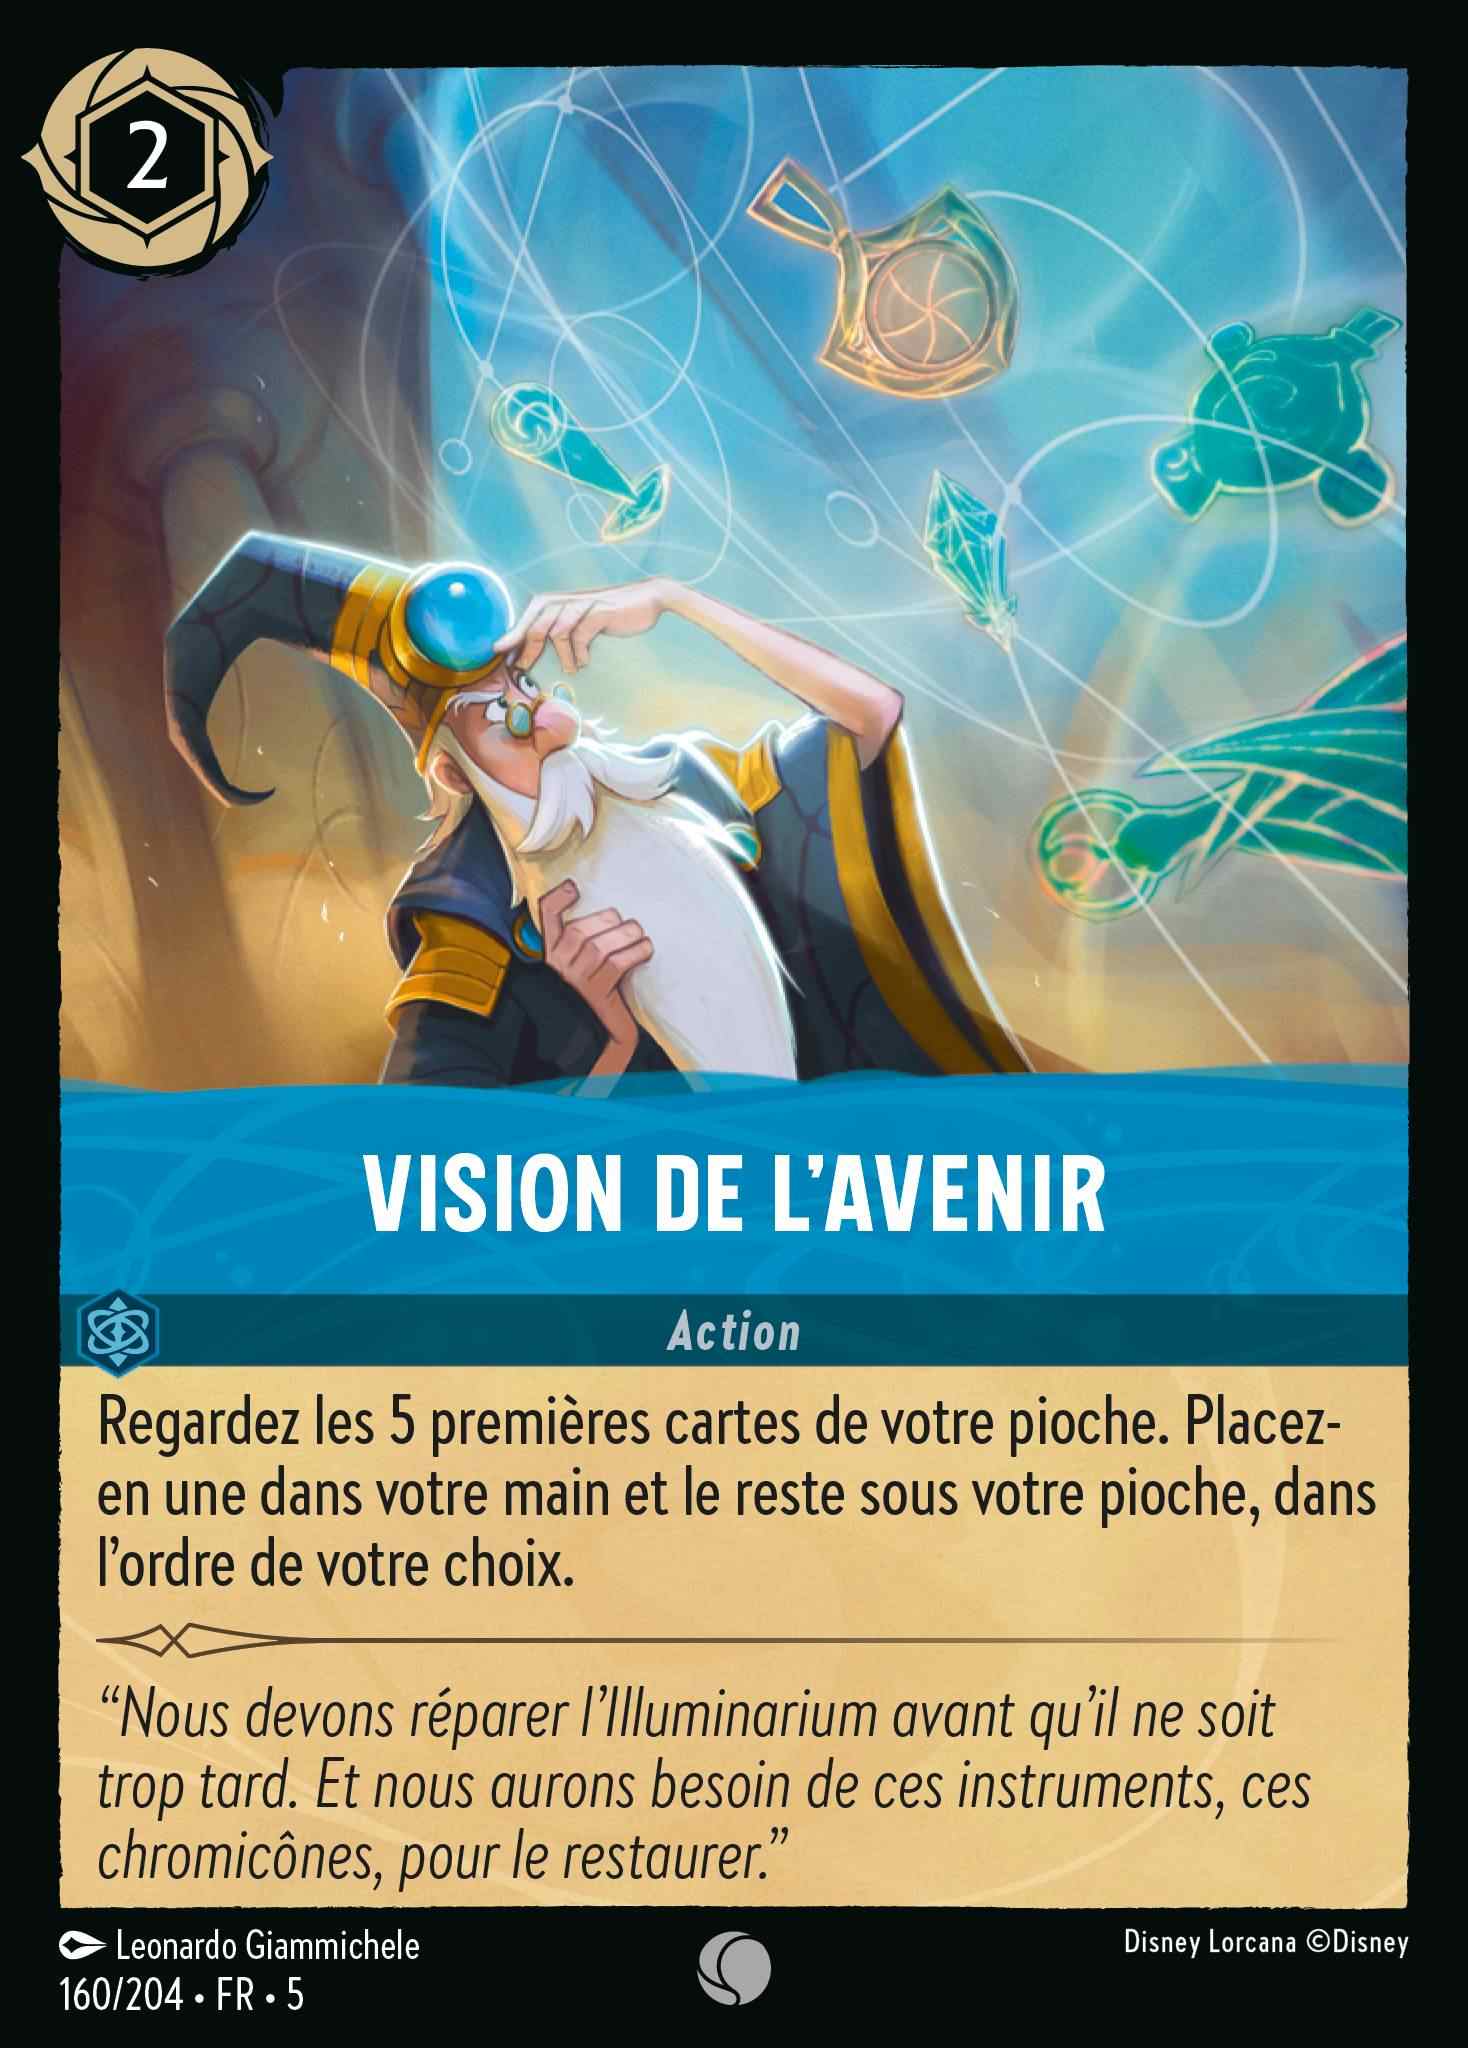 2
VISION DE L’AVENIR
Action
Regardez les 5 premières cartes de votre pioche. Placez-
en une dans votre main et le reste sous votre pioche, dans
l’ordre de votre choix.
“Nous devons réparer l’Illuminarium avant qu’il ne soit
trop tard. Et nous aurons besoin de ces instruments, ces
chromicônes, pour le restaurer.”
Leonardo Giammichele
Disney Lorcana ©Disney
160/204 • FR • 5